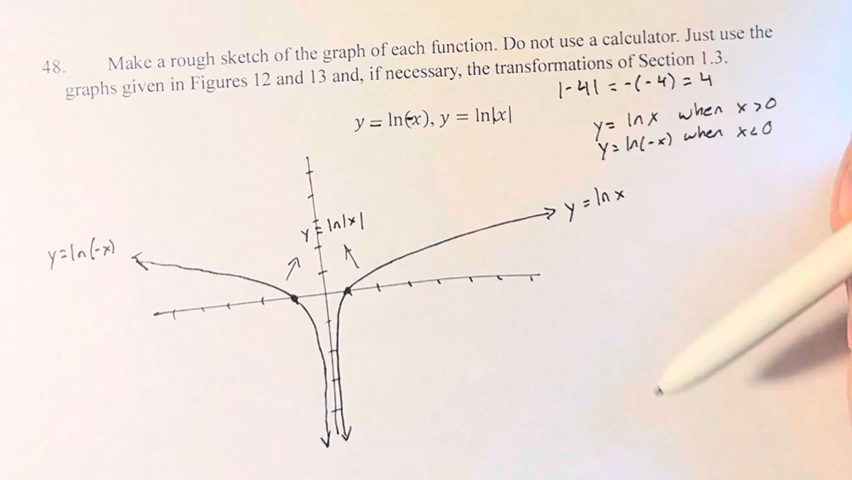 48. Make a rough sketch of the graph of each function. Do not use a calculator. Just use the
graphs given in Figures 12 and 13 and, if necessary, the transformations of Section 1.3.
|-4| = -(-4) = 4
y = ln(-x), y = ln|x|
y = ln x when x > 0
y = ln(-x) when x < 0
y = ln|x|
y = ln x
y = ln(-x)